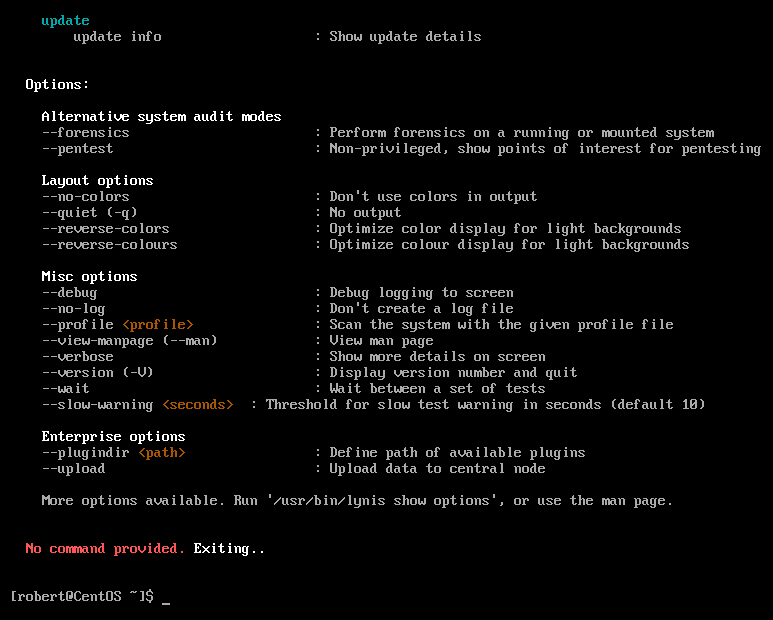 update
update info : Show update details
Options:
Alternative system audit modes
--forensics : Perform forensics on a running or mounted system
--pentest : Non-privileged, show points of interest for pentesting
Layout options
--no-colors : Don't use colors in output
--quiet (-q) : No output
--reverse-colors : Optimize color display for light backgrounds
--reverse-colours : Optimize colour display for light backgrounds
Misc options
--debug : Debug logging to screen
--no-log : Don't create a log file
--profile <profile> : Scan the system with the given profile file
--view-manpage (--man) : View man page
--verbose : Show more details on screen
--version (-V) : Display version number and quit
--wait : Wait between a set of tests
--slow-warning <seconds> : Threshold for slow test warning in seconds (default 10)
Enterprise options
--plugindir <path> : Define path of available plugins
--upload : Upload data to central node
More options available. Run '/usr/bin/lynis show options', or use the man page.
No command provided. Exiting..
[robert@CentOS ~]$ _